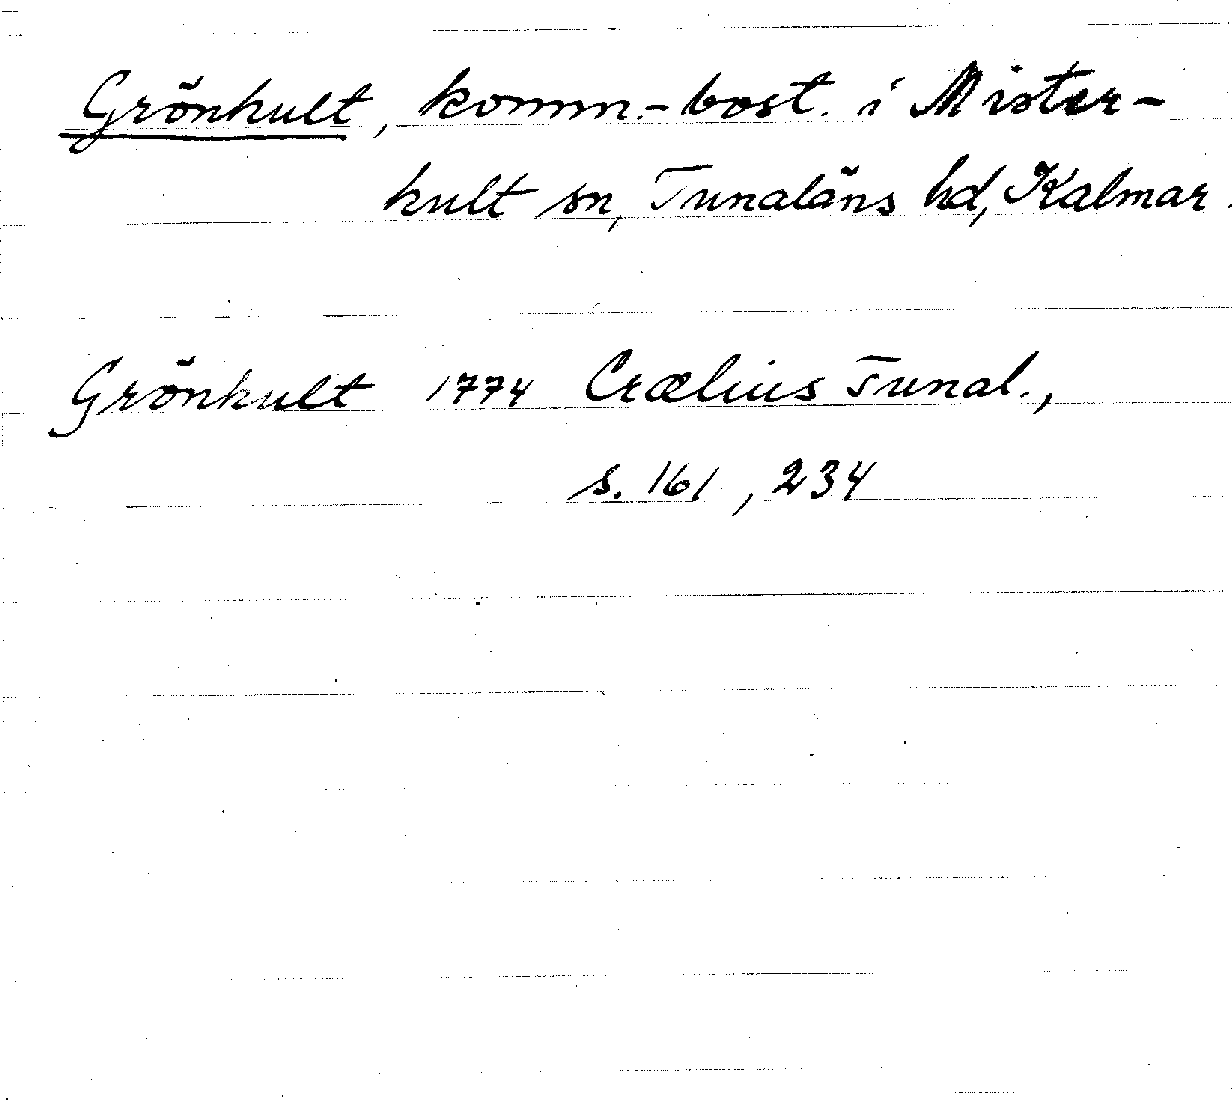 Grönhult, komm.-bost. i Mister-
hult sn, Tunaläns hd, Kalmar
Grönhult 1774 Crælius Tunal.,
s. 161, 234